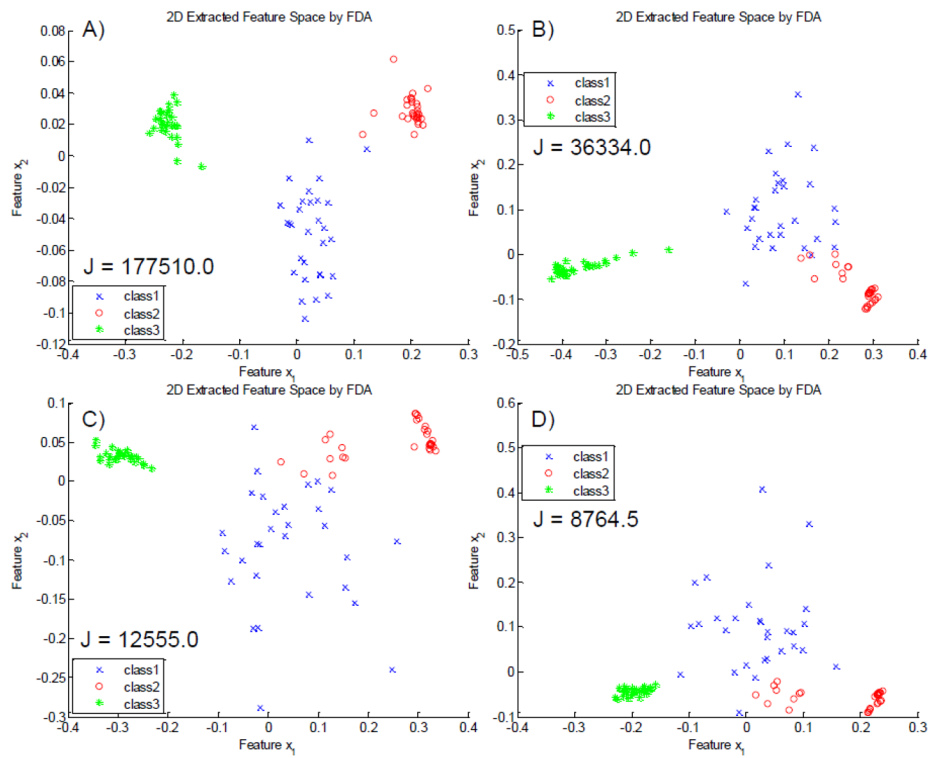 2D Extracted Feature Space by FDA
A)
0.08
0.06
0.04
0.02
0
-0.02
-0.04
-0.06
-0.08
-0.1
-0.12
Feature x2
J = 177510.0
class1
class2
class3
-0.4
-0.3
-0.2
-0.1
0
0.1
0.2
0.3
Feature x1
2D Extracted Feature Space by FDA
B)
0.5
0.4
0.3
0.2
0.1
0
-0.1
-0.2
Feature x2
class1
class2
class3
J = 36334.0
-0.5
-0.4
-0.3
-0.2
-0.1
0
0.1
0.2
0.3
0.4
Feature x1
2D Extracted Feature Space by FDA
C)
0.1
0.05
0
-0.05
-0.1
-0.15
-0.2
-0.25
-0.3
Feature x2
J = 12555.0
class1
class2
class3
-0.4
-0.3
-0.2
-0.1
0
0.1
0.2
0.3
0.4
Feature x1
2D Extracted Feature Space by FDA
D)
0.6
0.5
0.4
0.3
0.2
0.1
0
-0.1
Feature x2
class1
class2
class3
J = 8764.5
-0.4
-0.3
-0.2
-0.1
0
0.1
0.2
0.3
Feature x1